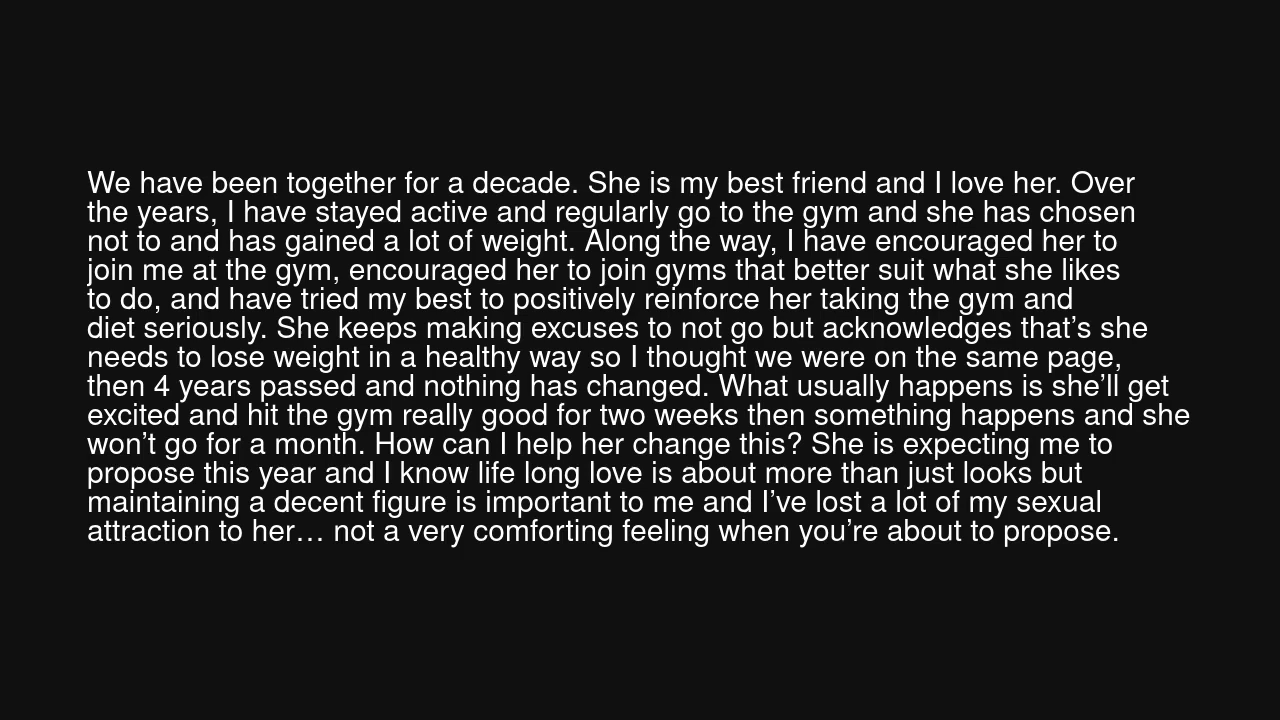 We have been together for a decade. She is my best friend and I love her. Over
the years, I have stayed active and regularly go to the gym and she has chosen
not to and has gained a lot of weight. Along the way, I have encouraged her to
join me at the gym, encouraged her to join gyms that better suit what she likes
to do, and have tried my best to positively reinforce her taking the gym and
diet seriously. She keeps making excuses to not go but acknowledges that’s she
needs to lose weight in a healthy way so I thought we were on the same page,
then 4 years passed and nothing has changed. What usually happens is she’ll get
excited and hit the gym really good for two weeks then something happens and she
won’t go for a month. How can I help her change this? She is expecting me to
propose this year and I know life long love is about more than just looks but
maintaining a decent figure is important to me and I’ve lost a lot of my sexual
attraction to her… not a very comforting feeling when you’re about to propose.